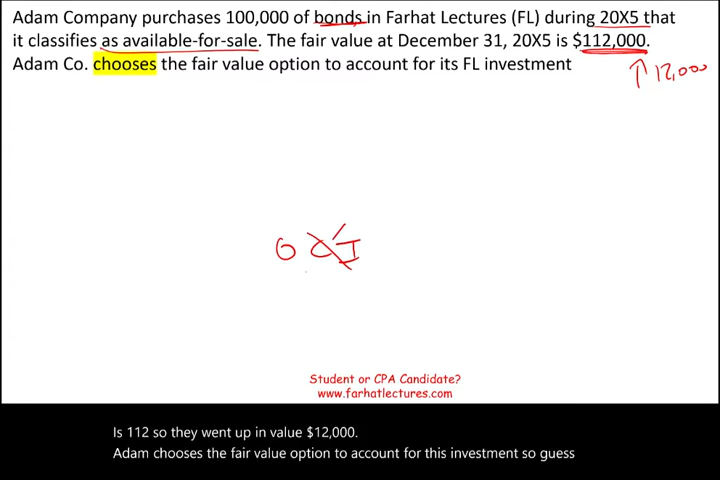 Adam Company purchases 100,000 of bonds in Farhat Lectures (FL) during 20X5 that
it classifies as available-for-sale. The fair value at December 31, 20X5 is $112,000.
Adam Co. chooses the fair value option to account for its FL investment
↑ 12,000
OCI
Student or CPA Candidate?
www.farhatlectures.com
Is 112 so they went up in value $12,000.
Adam chooses the fair value option to account for this investment so guess